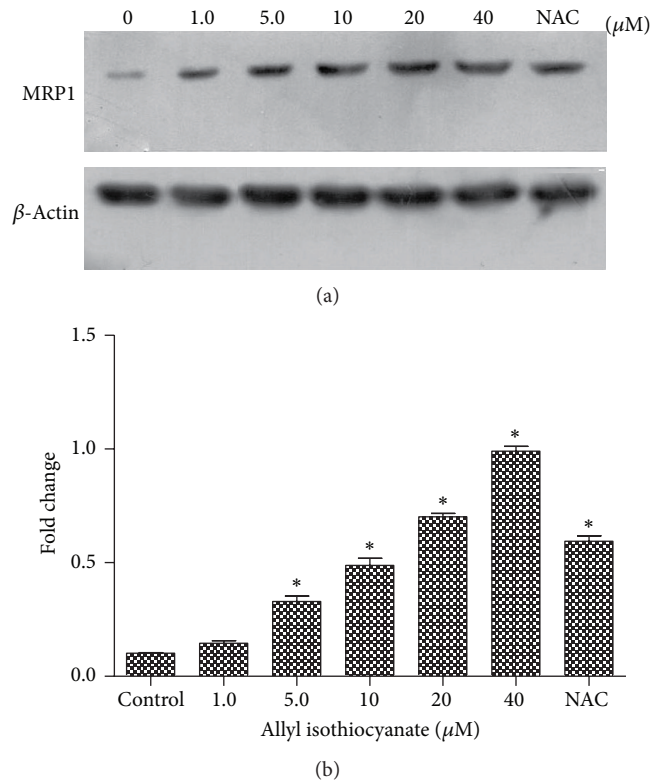 0 1.0 5.0 10 20 40 NAC (μM)
MRP1
β-Actin
(a)
1.5
1.0
0.5
0.0
Fold change
* * * * *
Control 1.0 5.0 10 20 40 NAC
Allyl isothiocyanate (μM)
(b)